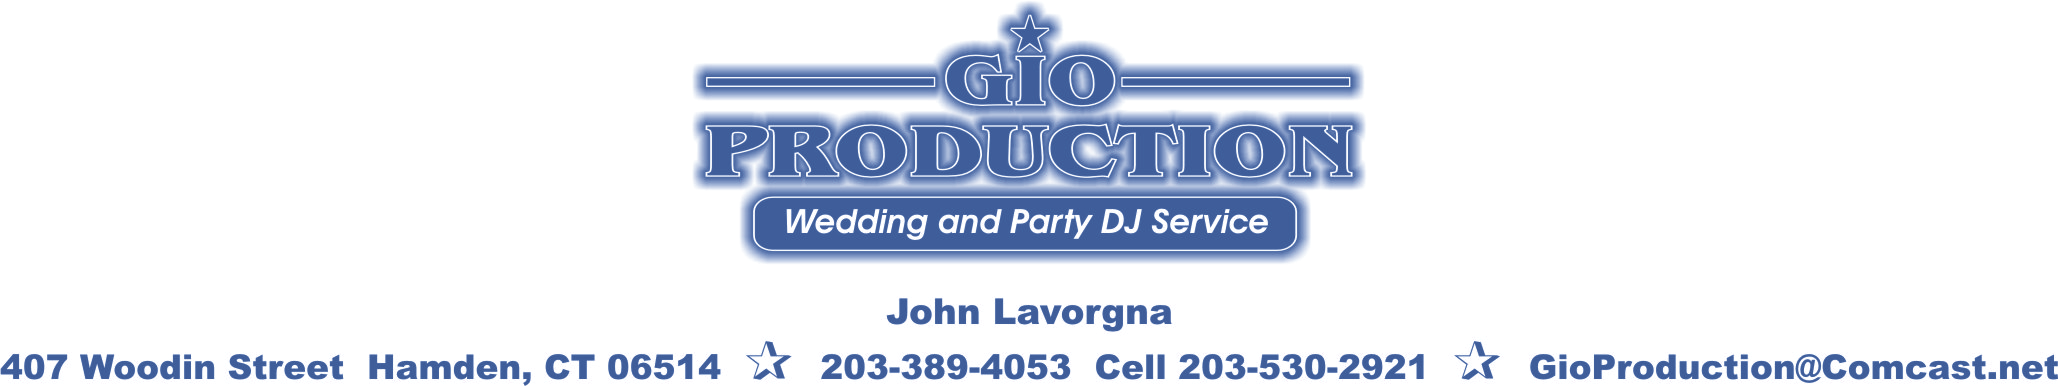 GIO
PRODUCTION
Wedding and Party DJ Service
John Lavorgna
407 Woodin Street  Hamden, CT 06514 ☆ 203-389-4053  Cell 203-530-2921 ☆ GioProduction@Comcast.net